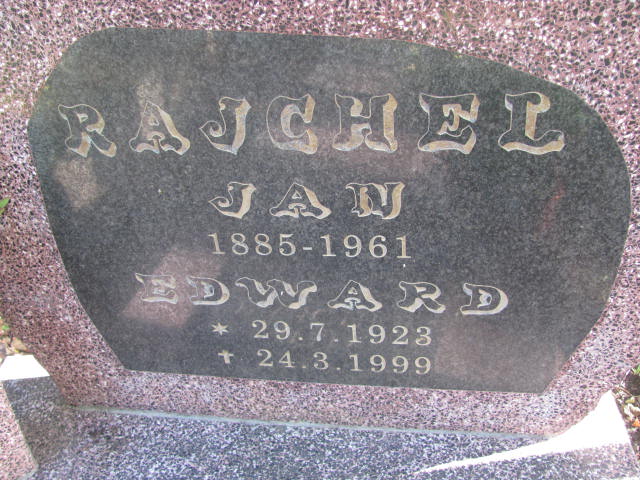 RAJCHEL
JAN
1885-1961
EDWARD
* 29.7.1923
✝ 24.3.1999